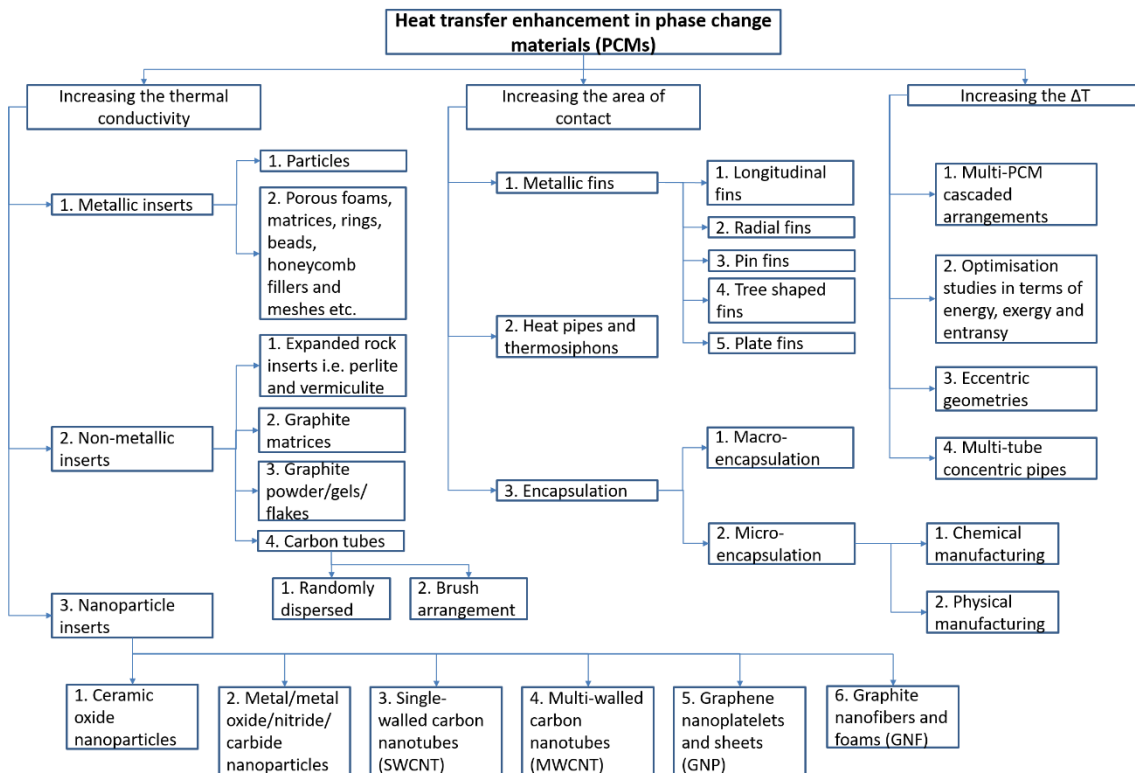 Heat transfer enhancement in phase change
materials (PCMs)
Increasing the thermal
conductivity
1. Metallic inserts
1. Particles
2. Porous foams,
matrices, rings,
beads,
honeycomb
fillers and
meshes etc.
2. Non-metallic
inserts
1. Expanded rock
inserts i.e. perlite
and vermiculite
2. Graphite
matrices
3. Graphite
powder/gels/
flakes
4. Carbon tubes
1. Randomly
dispersed
2. Brush
arrangement
3. Nanoparticle
inserts
1. Ceramic
oxide
nanoparticles
2. Metal/metal
oxide/nitride/
carbide
nanoparticles
3. Single-
walled carbon
nanotubes
(SWCNT)
4. Multi-walled
carbon
nanotubes
(MWCNT)
5. Graphene
nanoplatelets
and sheets
(GNP)
6. Graphite
nanofibers and
foams (GNF)
Increasing the area of
contact
1. Metallic fins
1. Longitudinal
fins
2. Radial fins
3. Pin fins
4. Tree shaped
fins
5. Plate fins
2. Heat pipes and
thermosiphons
3. Encapsulation
1. Macro-
encapsulation
2. Micro-
encapsulation
1. Chemical
manufacturing
2. Physical
manufacturing
Increasing the ΔT
1. Multi-PCM
cascaded
arrangements
2. Optimisation
studies in terms of
energy, exergy and
entransy
3. Eccentric
geometries
4. Multi-tube
concentric pipes